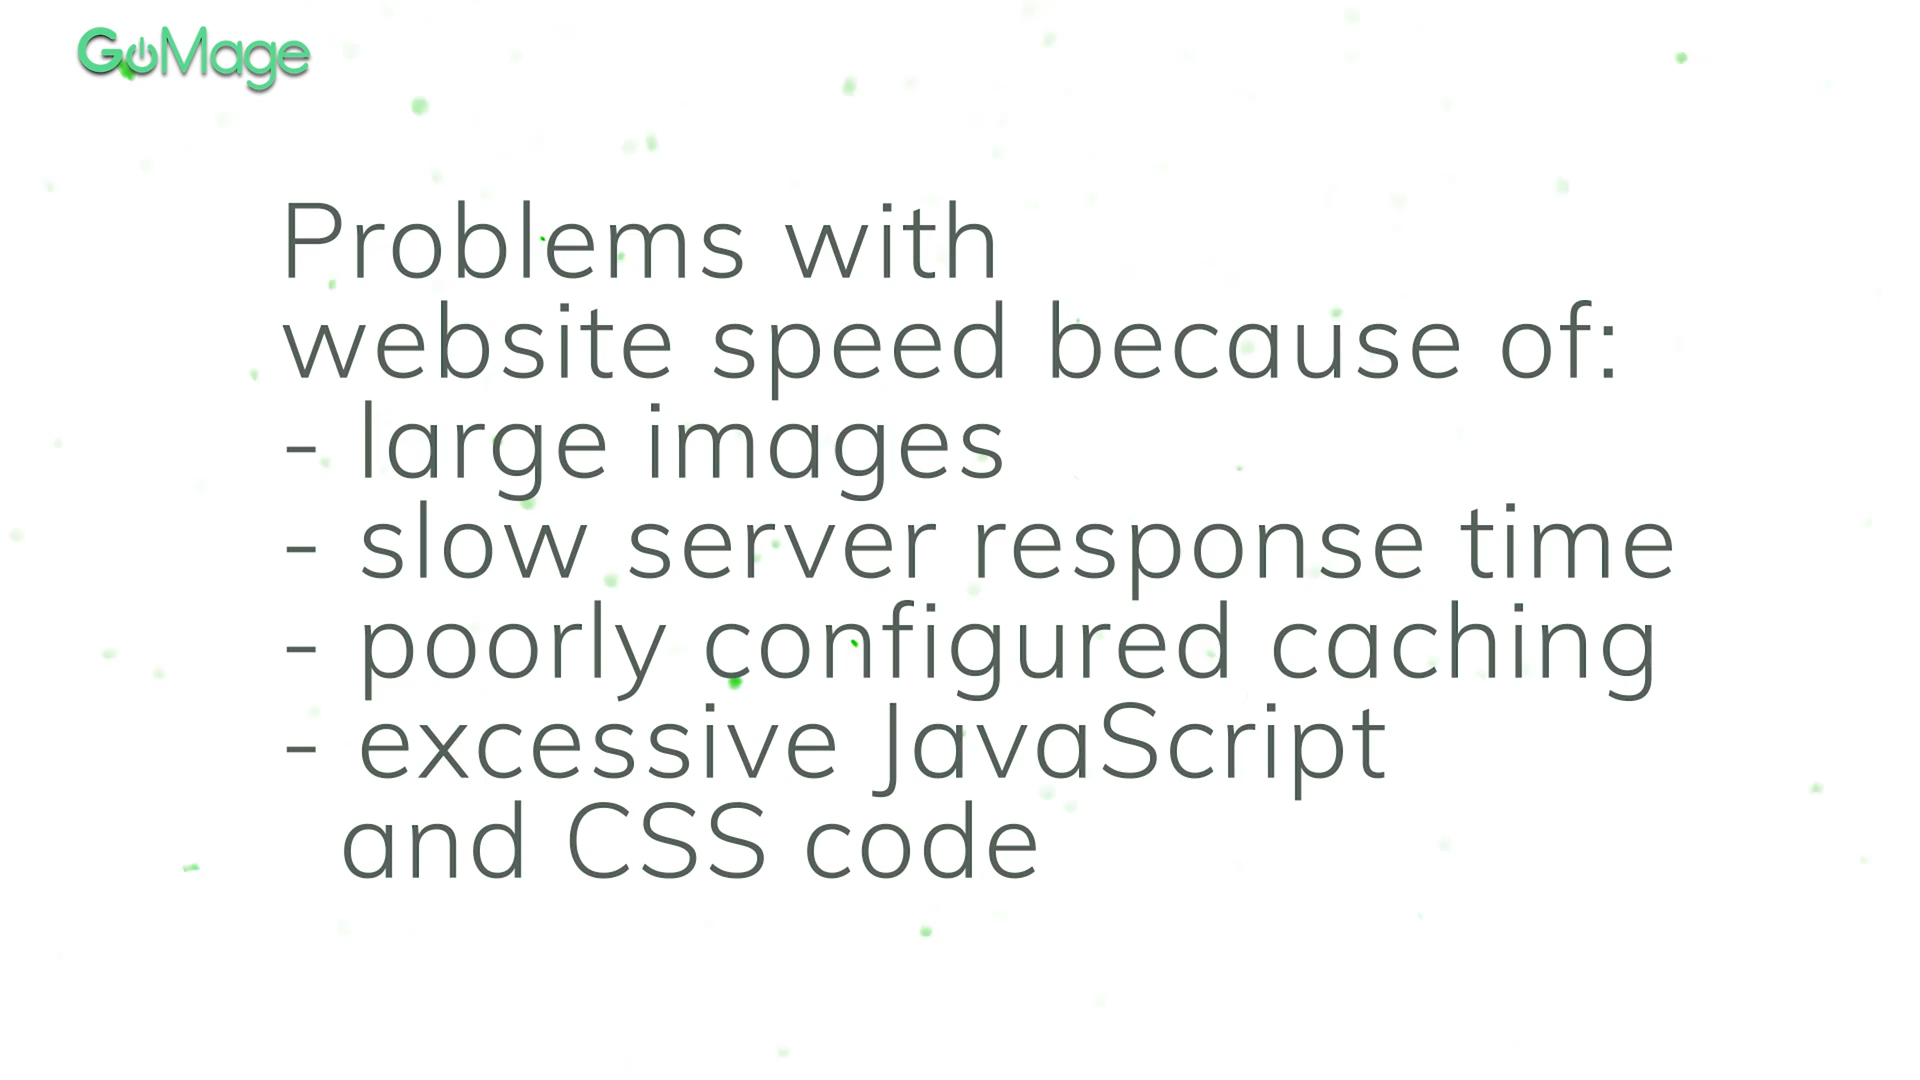 GoMage
Problems with
website speed because of:
- large images
- slow server response time
- poorly configured caching
- excessive JavaScript
and CSS code